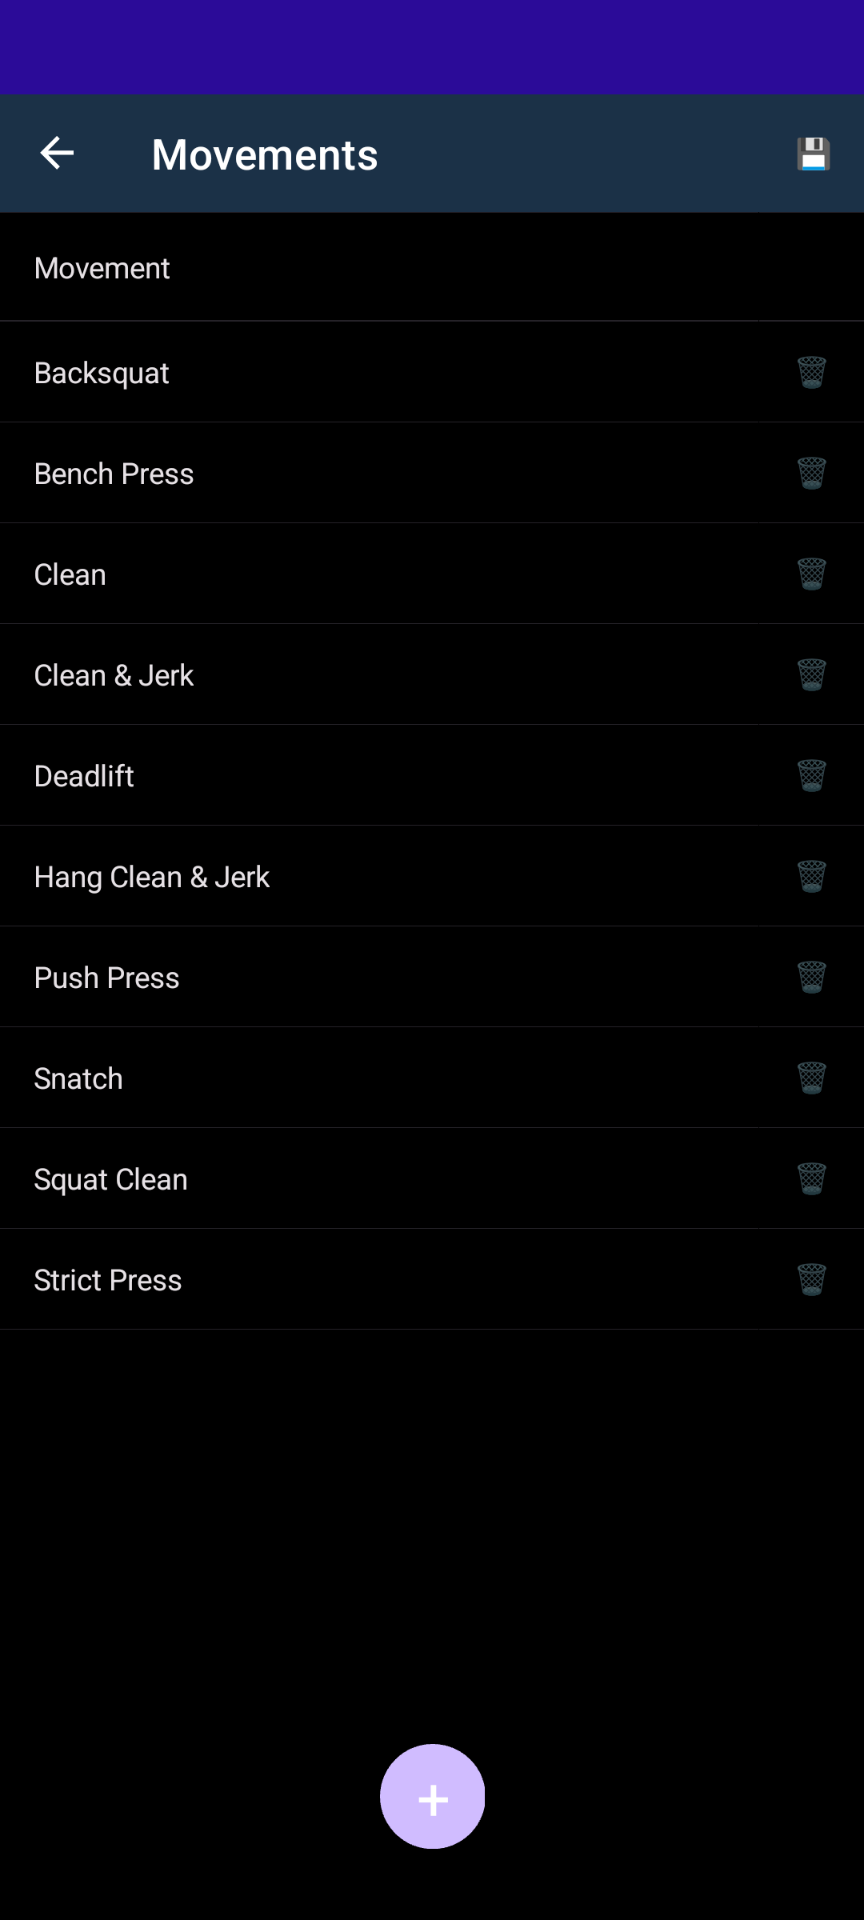 Movements
Movement
Backsquat
Bench Press
Clean
Clean & Jerk
Deadlift
Hang Clean & Jerk
Push Press
Snatch
Squat Clean
Strict Press
+